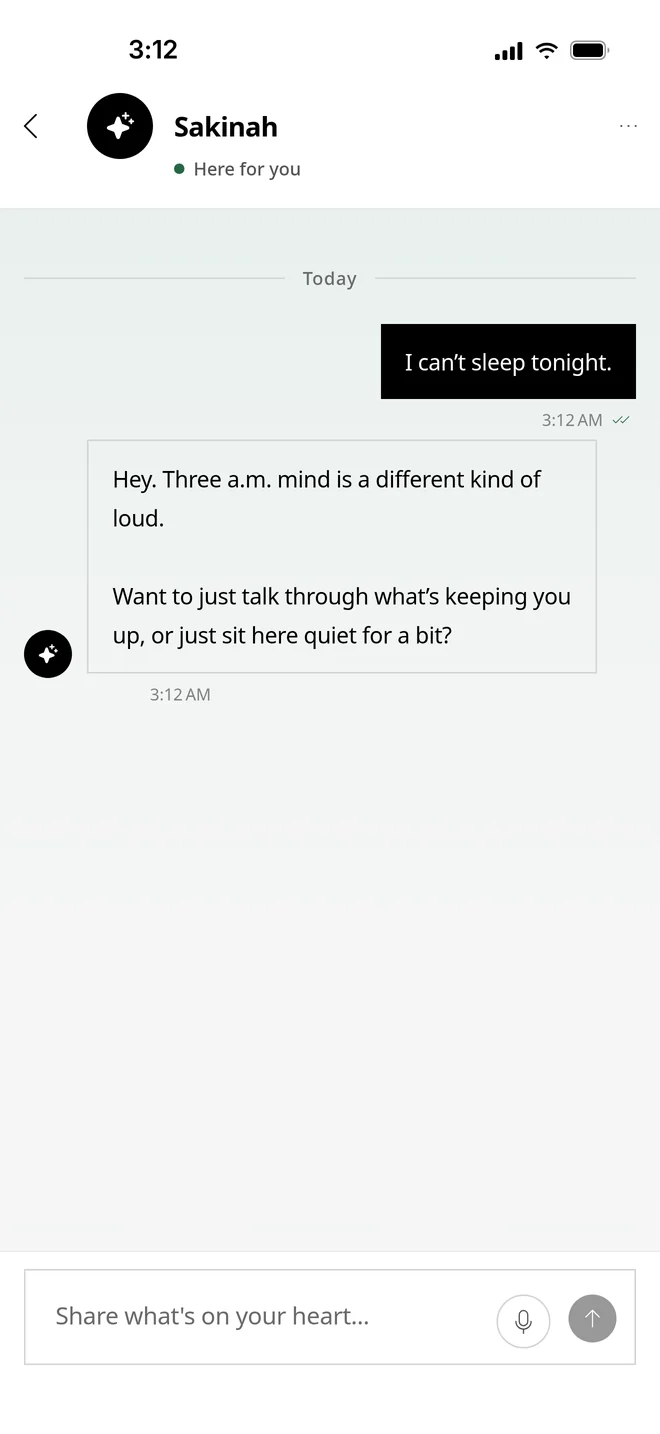 3:12
Sakinah
Here for you
Today
I can’t sleep tonight.
3:12 AM
Hey. Three a.m. mind is a different kind of
loud.
Want to just talk through what’s keeping you
up, or just sit here quiet for a bit?
3:12 AM
Share what's on your heart...